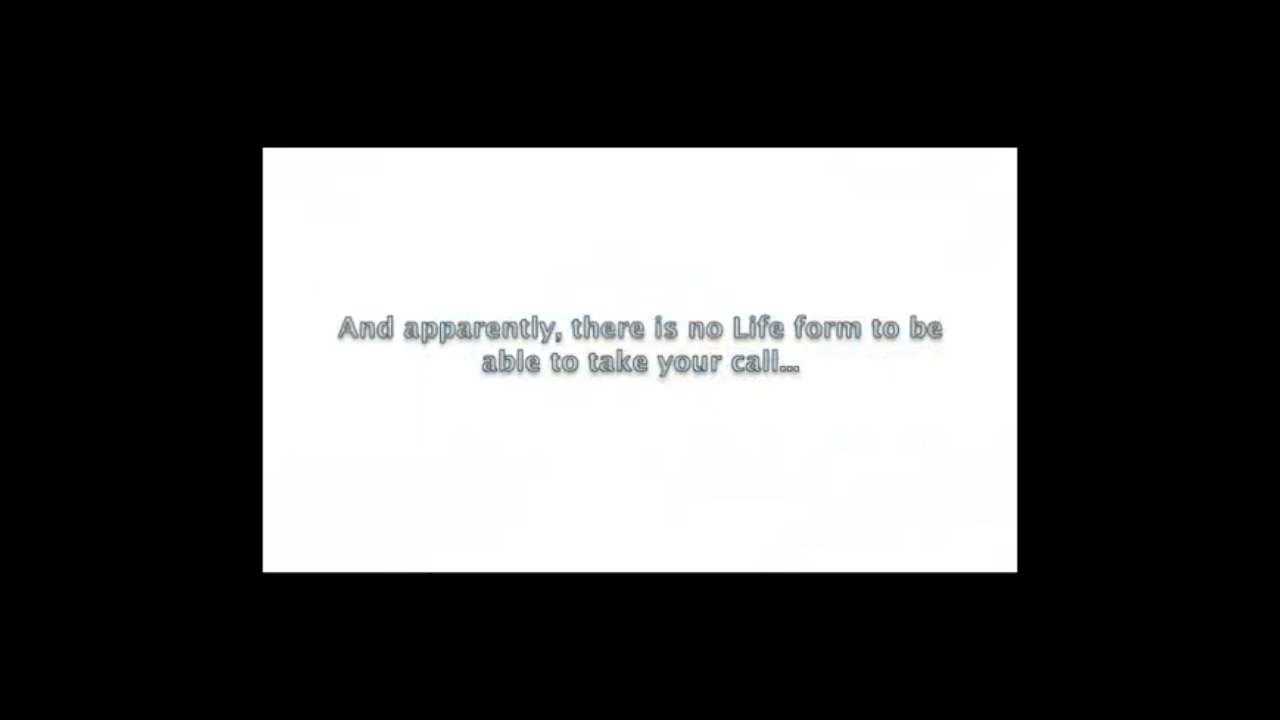 And apparently, there is no Life form to be
able to take your call...